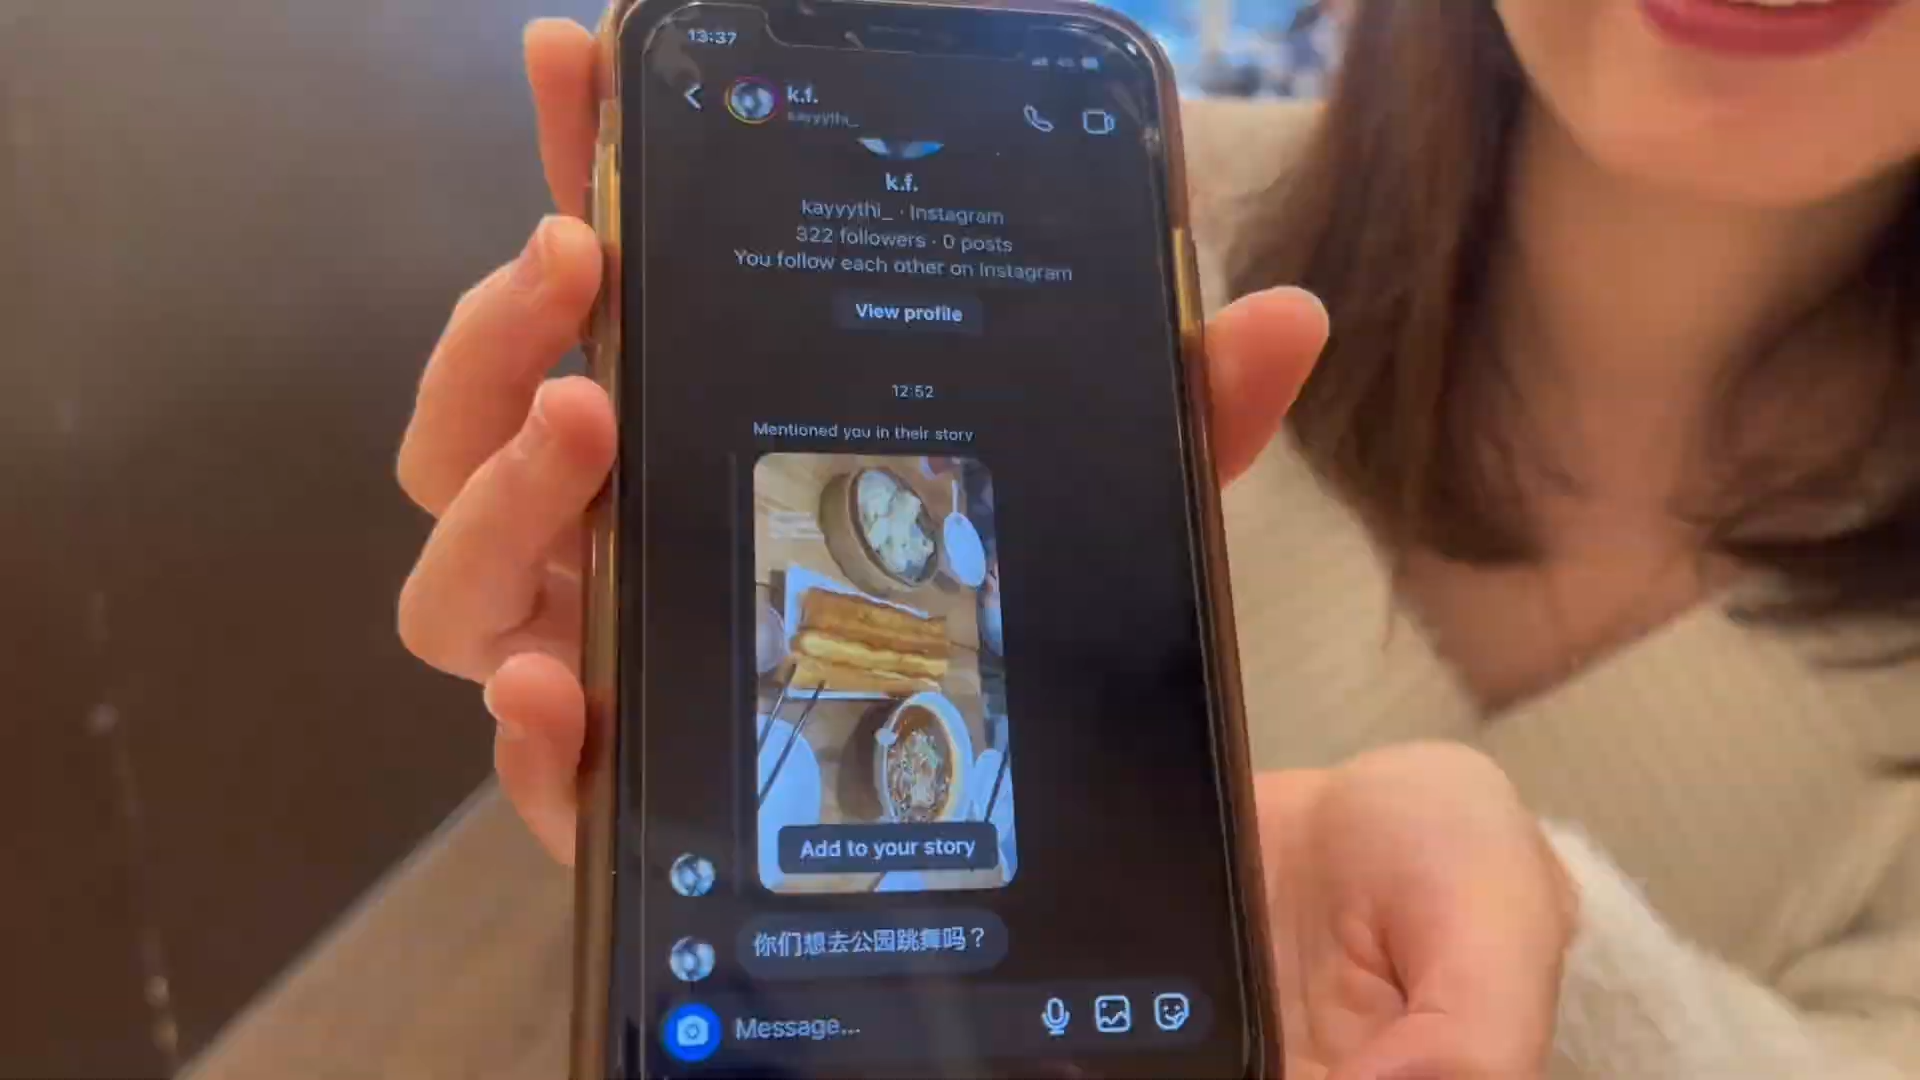 13:37
k.f.
kayyythi_
k.f.
kayyythi_ · Instagram
322 followers · 0 posts
You follow each other on Instagram
View profile
12:52
Mentioned you in their story
Add to your story
你们想去公园跳舞吗？
Message...